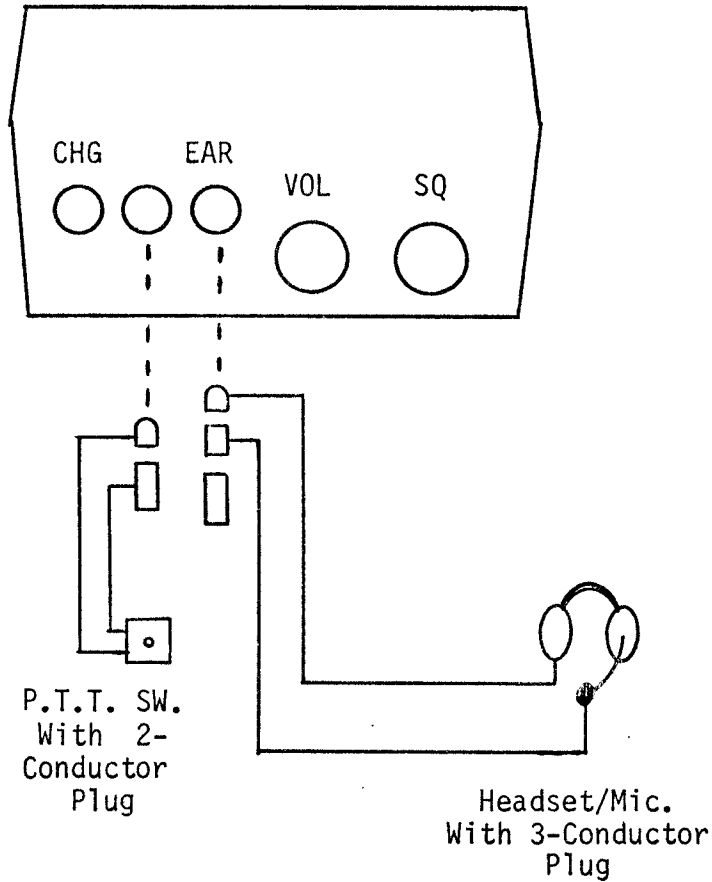 CHG
EAR
VOL
SQ
P.T.T. SW.
With 2-
Conductor
Plug
Headset/Mic.
With 3-Conductor
Plug